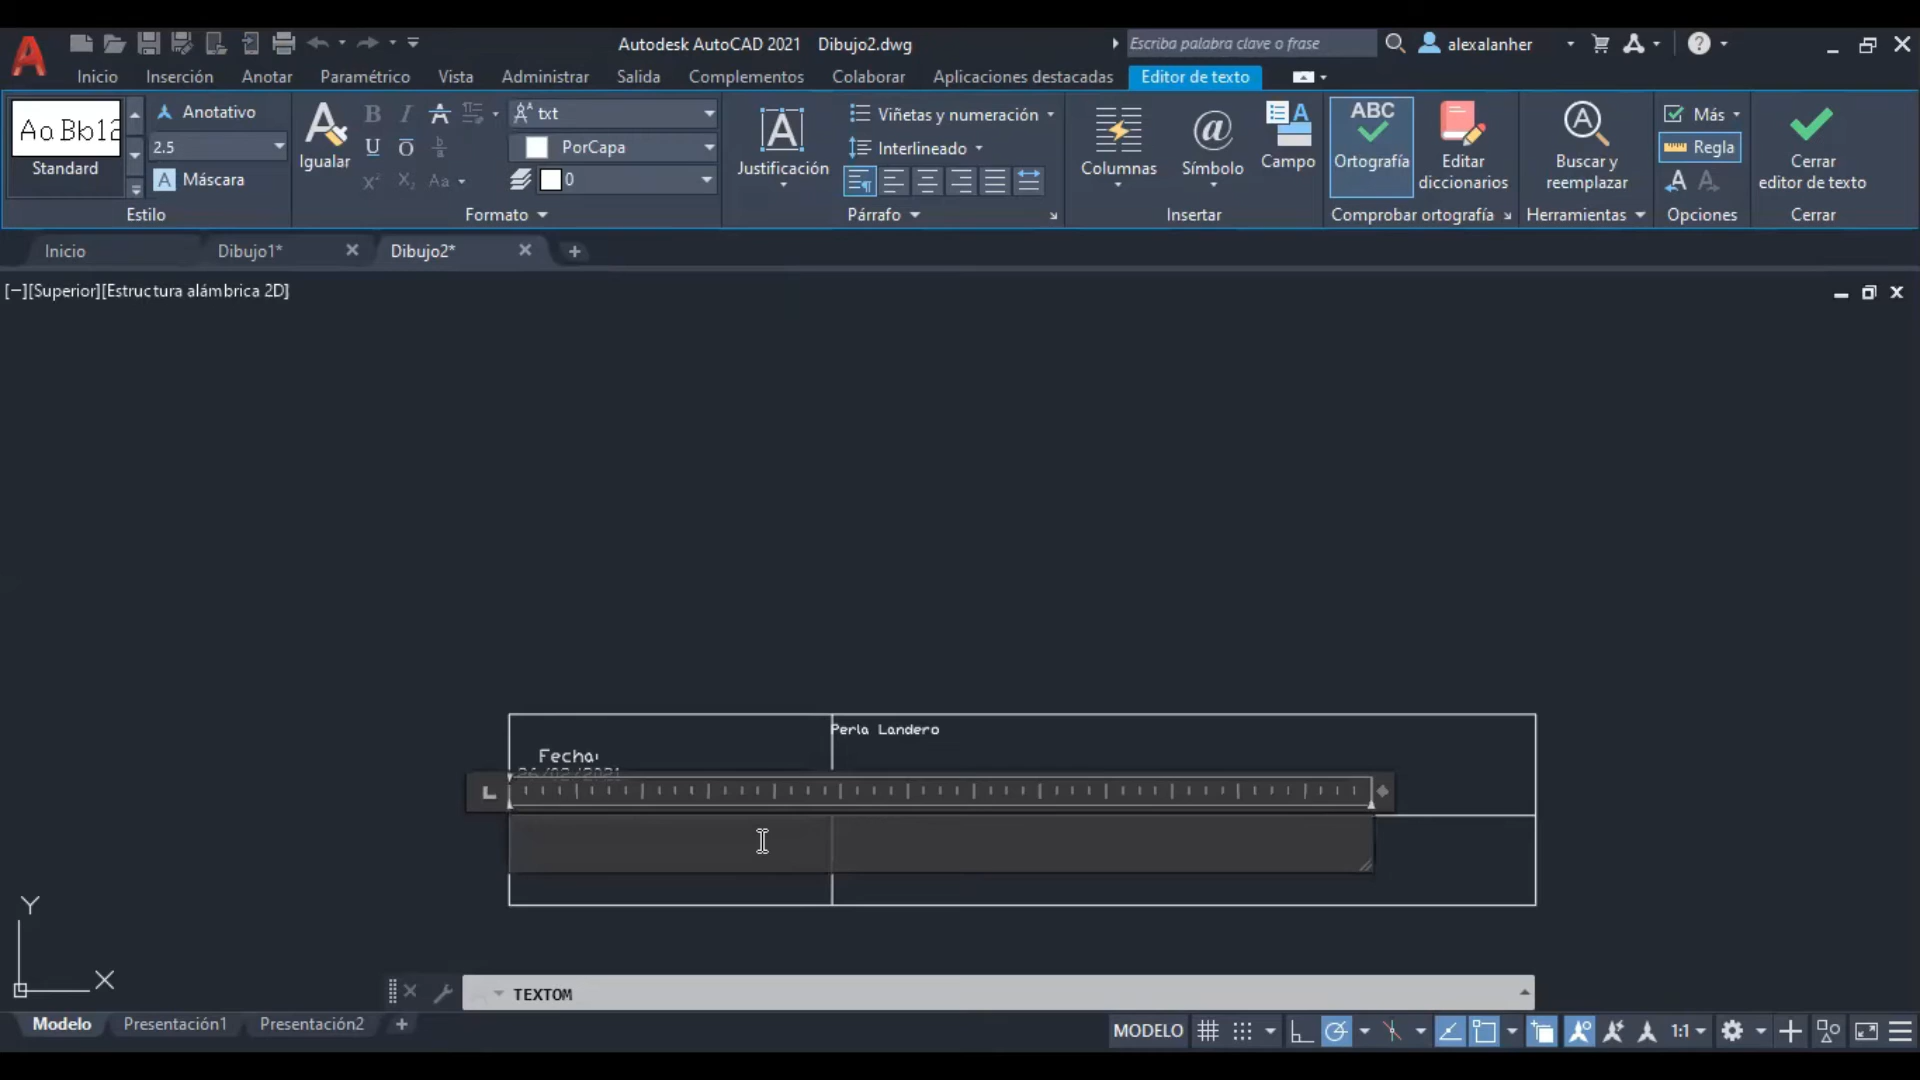 Autodesk AutoCAD 2021 Dibujo2.dwg
Escriba palabra clave o frase
alexalanher
Inicio Inserción Anotar Paramétrico Vista Administrar Salida Complementos Colaborar Aplicaciones destacadas Editor de texto
AaBb12
Standard
Anotativo
2.5
Máscara
Estilo
Igualar
txt
PorCapa
0
Formato
Justificación
Viñetas y numeración
Interlineado
Párrafo
Columnas
Símbolo
Campo
Insertar
ABC
Ortografía
Editar
diccionarios
Comprobar ortografía
Buscar y
reemplazar
Herramientas
Más
Regla
Opciones
Cerrar
editor de texto
Cerrar
Inicio Dibujo1* Dibujo2*
[−][Superior][Estructura alámbrica 2D]
Perla Landero
Fecha:
26/02/2021
Y
X
TEXTOM
Modelo Presentación1 Presentación2
MODELO 1:1